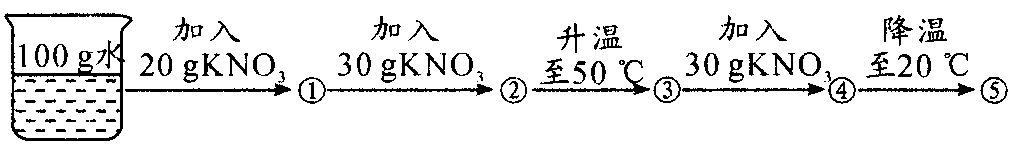 100 g水
加入
20 gKNO₃
①
加入
30 gKNO₃
②
升温
至50 ℃
③
加入
30 gKNO₃
④
降温
至20 ℃
⑤